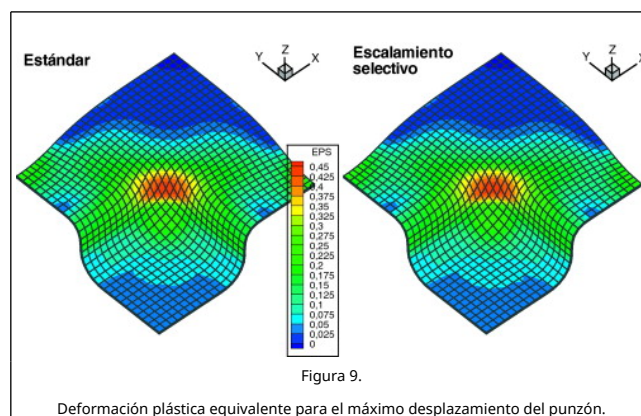 Estándar
Y Z X
Escalamiento
selectivo
Y Z X
EPS
0,45
0,425
0,4
0,375
0,35
0,325
0,3
0,275
0,25
0,225
0,2
0,175
0,15
0,125
0,1
0,075
0,05
0,025
0
Figura 9.
Deformación plástica equivalente para el máximo desplazamiento del punzón.